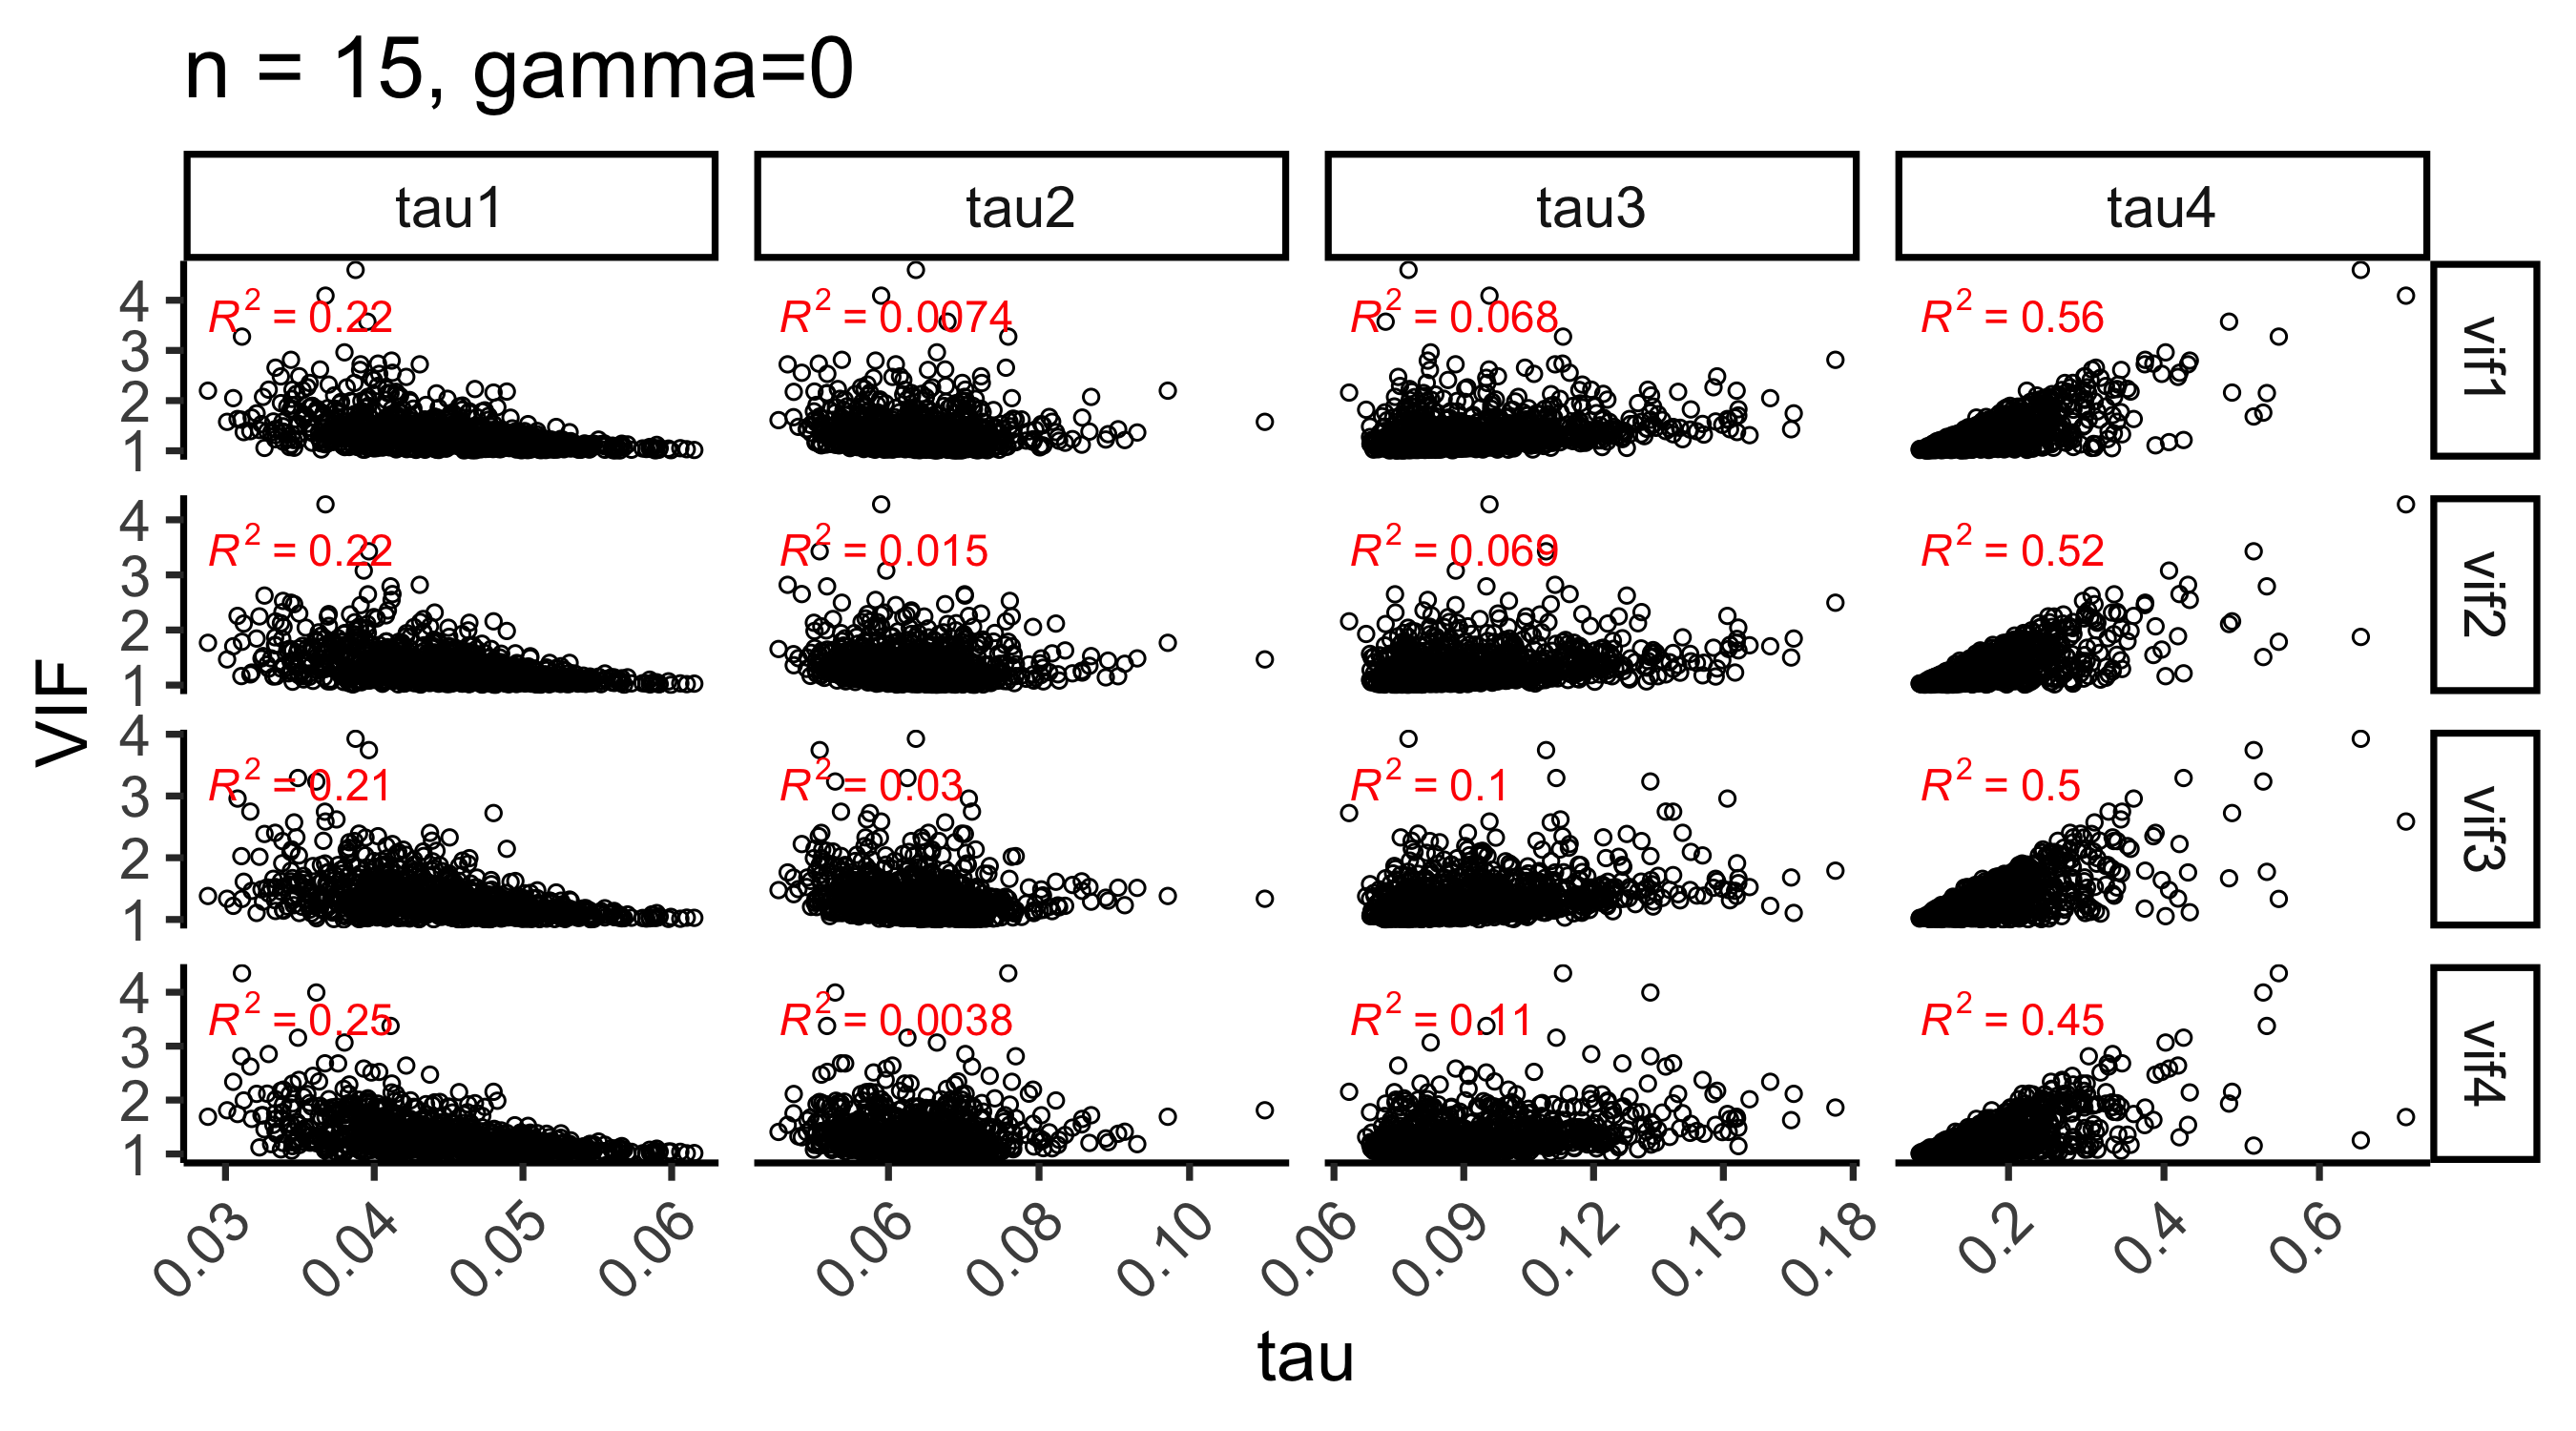 n = 15, gamma=0
tau1 tau2 tau3 tau4
4
3
2
1
R² = 0.22 R² = 0.0074 R² = 0.068 R² = 0.56
vif1
4
3
2
1
R² = 0.22 R² = 0.015 R² = 0.069 R² = 0.52
vif2
4
3
2
1
R² = 0.21 R² = 0.03 R² = 0.1 R² = 0.5
vif3
4
3
2
1
R² = 0.25 R² = 0.0038 R² = 0.11 R² = 0.45
vif4
VIF
0.03 0.04 0.05 0.06 0.06 0.08 0.10 0.06 0.09 0.12 0.15 0.18 0.2 0.4 0.6
tau